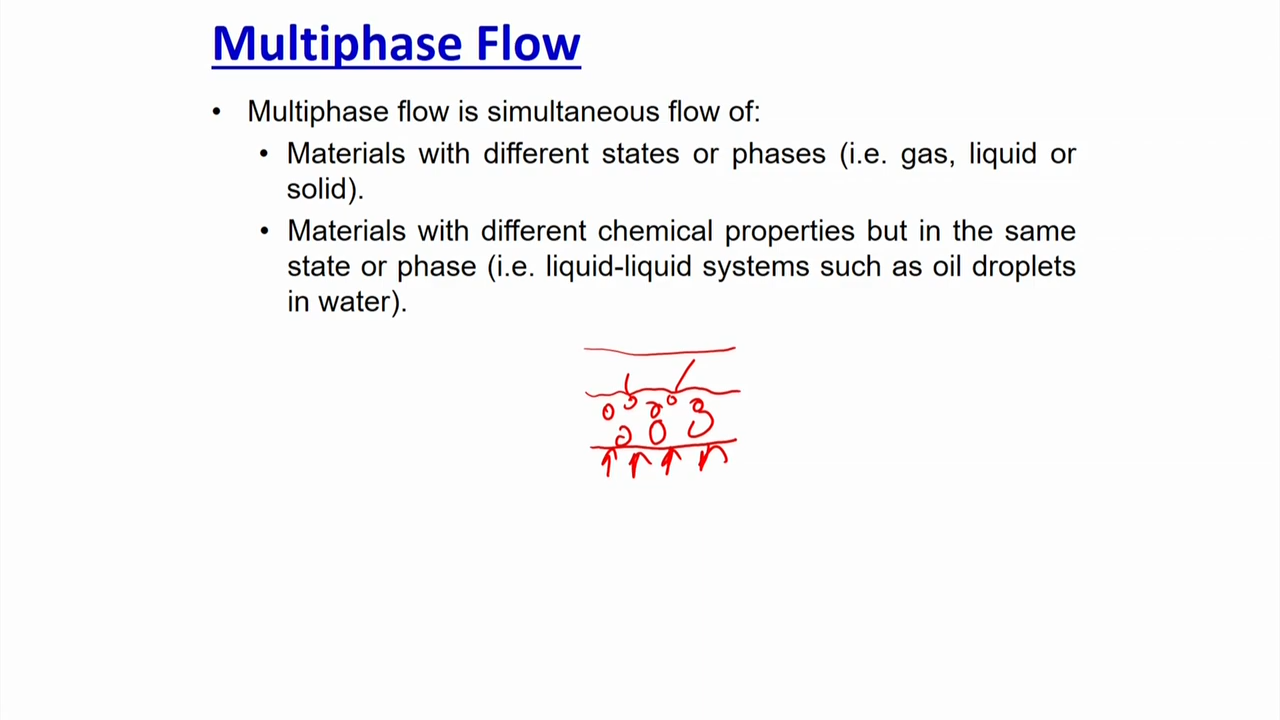 Multiphase Flow
• Multiphase flow is simultaneous flow of:
• Materials with different states or phases (i.e. gas, liquid or
solid).
• Materials with different chemical properties but in the same
state or phase (i.e. liquid-liquid systems such as oil droplets
in water).